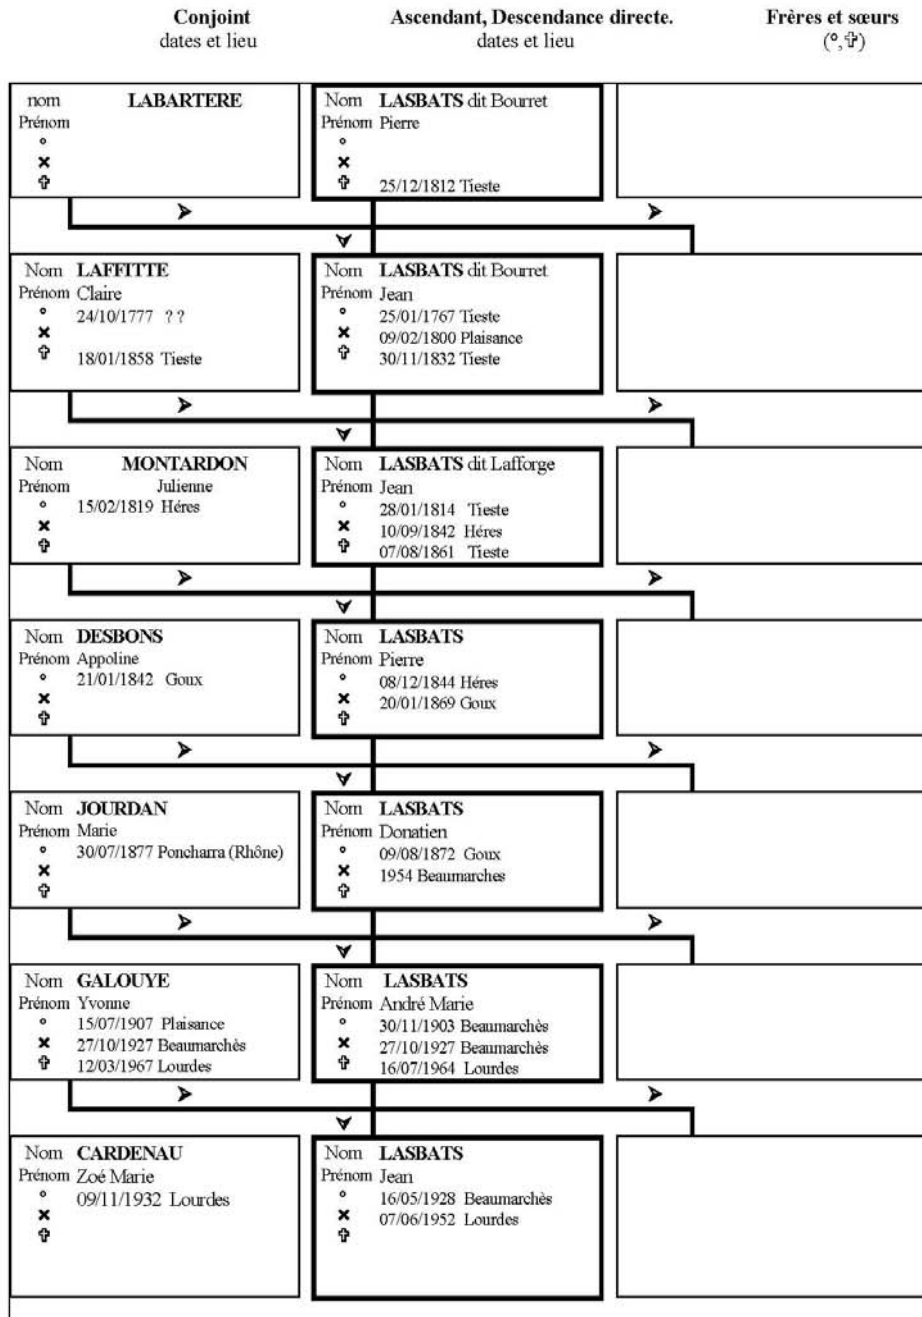 Conjoint
dates et lieu
Ascendant, Descendance directe.
dates et lieu
Frères et sœurs
(°,✞)
nom LABARTERE
Prénom
°
×
✞
Nom LASBATS dit Bourret
Prénom Pierre
°
×
✞ 25/12/1812 Tieste
Nom LAFFITTE
Prénom Claire
° 24/10/1777 ? ?
×
✞ 18/01/1858 Tieste
Nom LASBATS dit Bourret
Prénom Jean
° 25/01/1767 Tieste
× 09/02/1800 Plaisance
✞ 30/11/1832 Tieste
Nom MONTARDON
Prénom Julienne
° 15/02/1819 Héres
×
✞
Nom LASBATS dit Lafforge
Prénom Jean
° 28/01/1814 Tieste
× 10/09/1842 Héres
✞ 07/08/1861 Tieste
Nom DESBONS
Prénom Appoline
° 21/01/1842 Goux
×
✞
Nom LASBATS
Prénom Pierre
° 08/12/1844 Héres
× 20/01/1869 Goux
✞
Nom JOURDAN
Prénom Marie
° 30/07/1877 Poncharra (Rhône)
×
✞
Nom LASBATS
Prénom Donatien
° 09/08/1872 Goux
× 1954 Beaumarches
✞
Nom GALOUYE
Prénom Yvonne
° 15/07/1907 Plaisance
× 27/10/1927 Beaumarchès
✞ 12/03/1967 Lourdes
Nom LASBATS
Prénom André Marie
° 30/11/1903 Beaumarchès
× 27/10/1927 Beaumarchès
✞ 16/07/1964 Lourdes
Nom CARDENAU
Prénom Zoé Marie
° 09/11/1932 Lourdes
×
✞
Nom LASBATS
Prénom Jean
° 16/05/1928 Beaumarchès
× 07/06/1952 Lourdes
✞